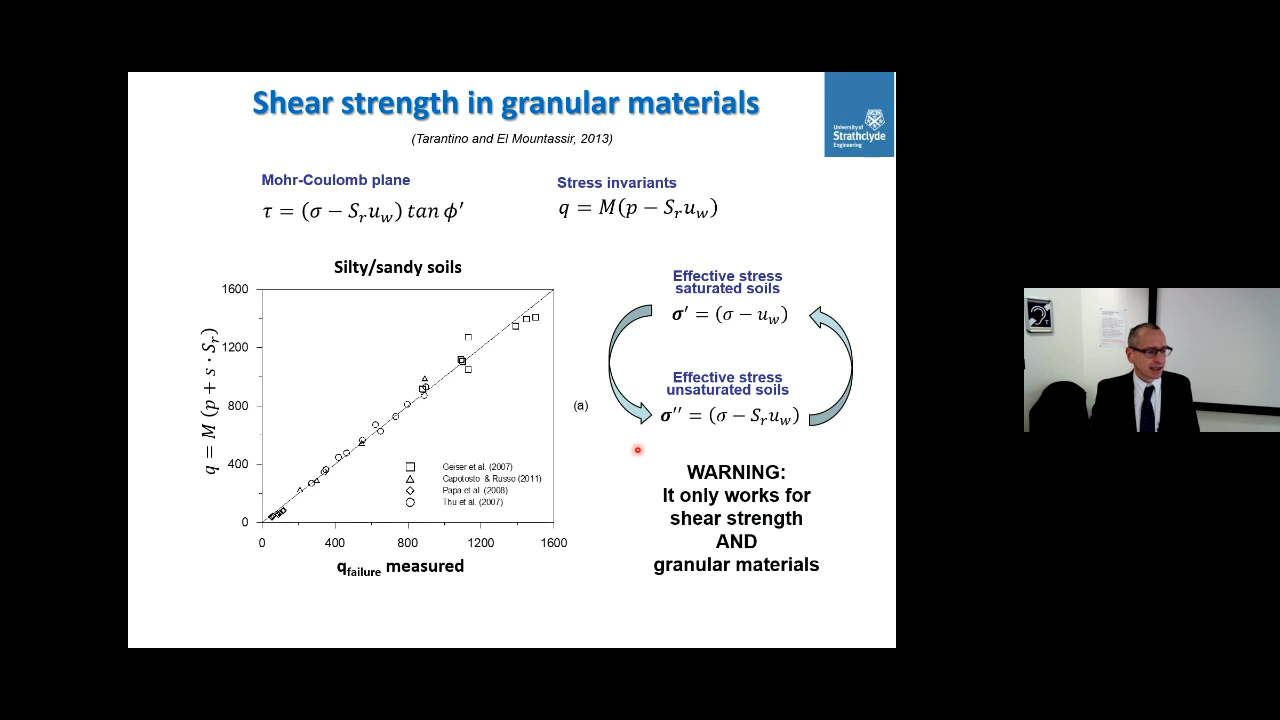 Shear strength in granular materials
(Tarantino and El Mountassir, 2013)
University of
Strathclyde
Engineering
Mohr-Coulomb plane
τ = (σ − S_r u_w) tan ϕ′
Stress invariants
q = M(p − S_r u_w)
Silty/sandy soils
q = M (p + s · S_r)
1600
1200
800
400
0
0 400 800 1200 1600
q_failure measured
Geiser et al. (2007)
Capotosto & Russo (2011)
Papa et al. (2008)
Thu et al. (2007)
(a)
Effective stress
saturated soils
σ′ = (σ − u_w)
Effective stress
unsaturated soils
σ′′ = (σ − S_r u_w)
WARNING:
It only works for
shear strength
AND
granular materials